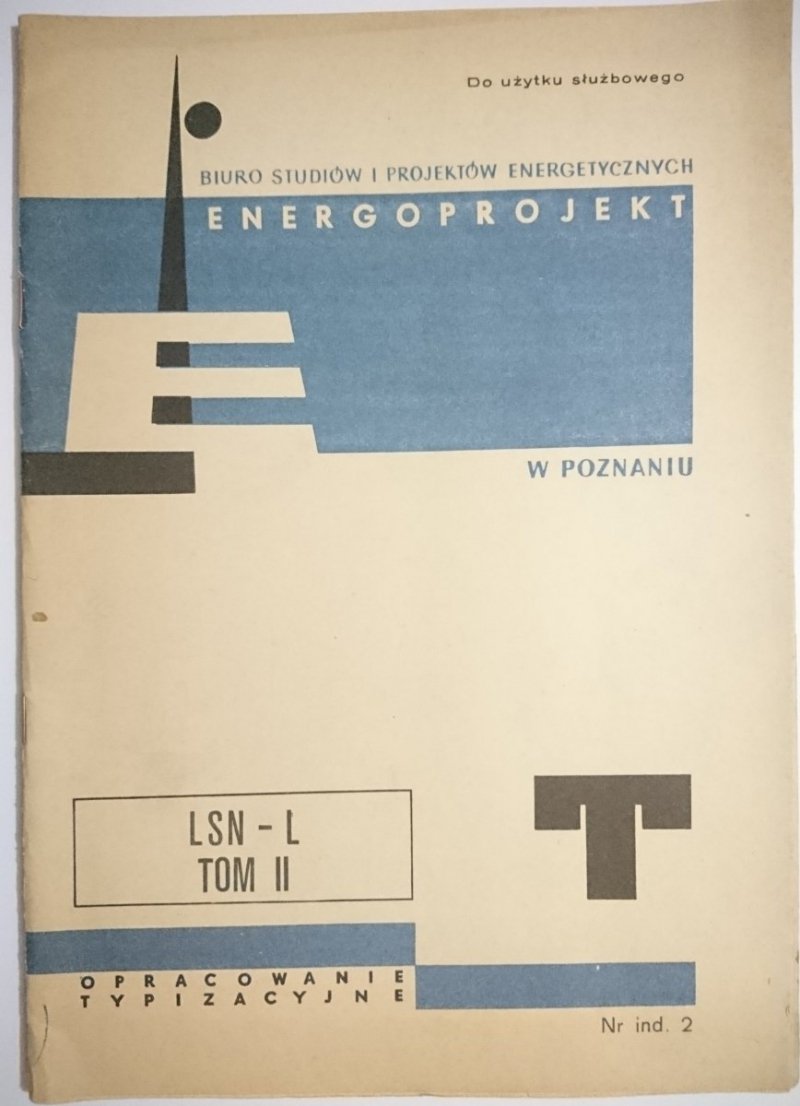 Do użytku służbowego
BIURO STUDIÓW I PROJEKTÓW ENERGETYCZNYCH
ENERGOPROJEKT
E
W POZNANIU
LSN - L
TOM II
T
OPRACOWANIE
TYPIZACYJNE
Nr ind. 2